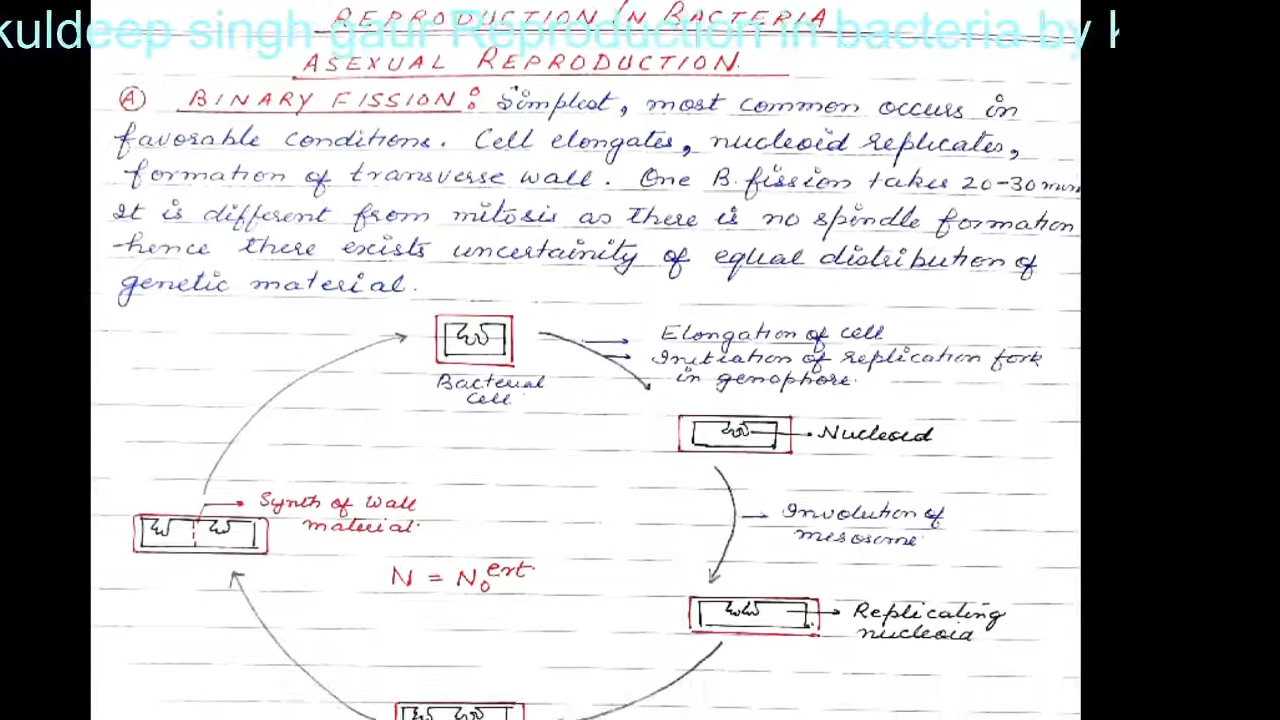 REPRODUCTION IN BACTERIA
kuldeep singh gaur Reproduction in bacteria by k
ASEXUAL REPRODUCTION.
Ⓐ BINARY FISSION: Simplest, most common occurs in
favorable conditions. Cell elongates, nucleoid replicates,
formation of transverse wall. One B.fission takes 20-30 min
It is different from mitosis as there is no spindle formation
hence there exists uncertainity of equal distribution of
genetic material.
Elongation of cell
Initiation of replication fork
in genophore.
Bacterial
cell.
Nucleoid
Synth of wall
material.
Involution of
mesosome
N = N₀ert.
Replicating
nucleoid